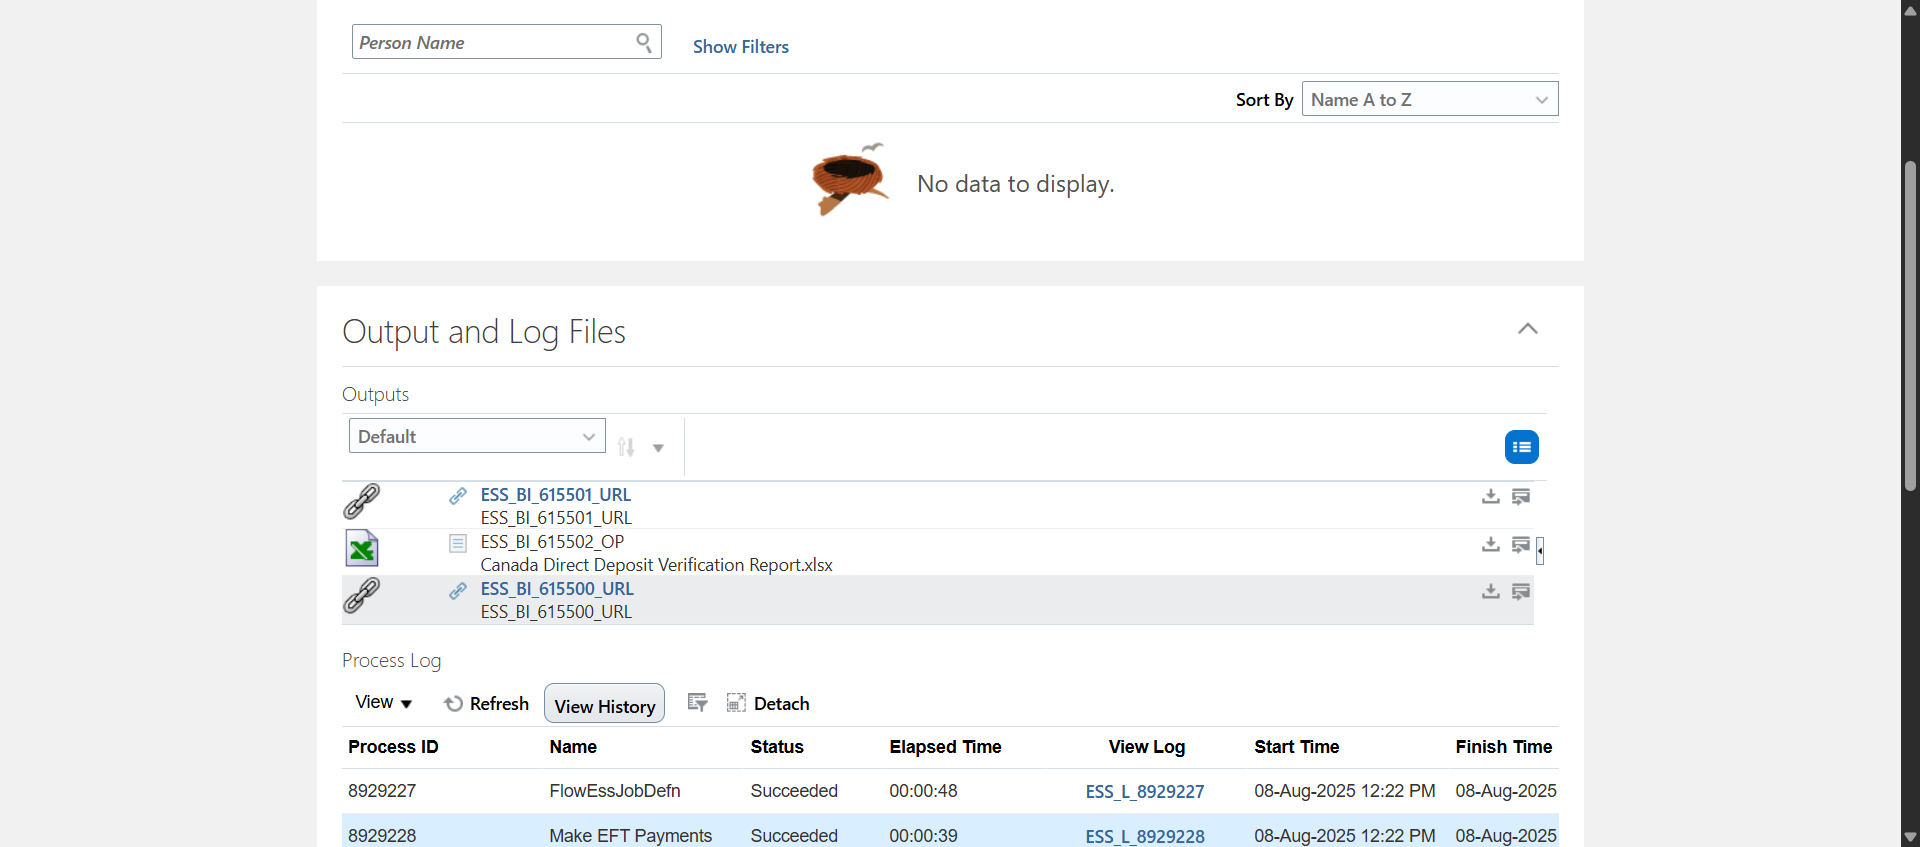 Person Name
Show Filters
Sort By Name A to Z
No data to display.
Output and Log Files
Outputs
Default
ESS_BI_615501_URL
ESS_BI_615501_URL
ESS_BI_615502_OP
Canada Direct Deposit Verification Report.xlsx
ESS_BI_615500_URL
ESS_BI_615500_URL
Process Log
View Refresh View History Detach
Process ID Name Status Elapsed Time View Log Start Time Finish Time
8929227 FlowEssJobDefn Succeeded 00:00:48 ESS_L_8929227 08-Aug-2025 12:22 PM 08-Aug-2025
8929228 Make EFT Payments Succeeded 00:00:39 ESS_L_8929228 08-Aug-2025 12:22 PM 08-Aug-2025